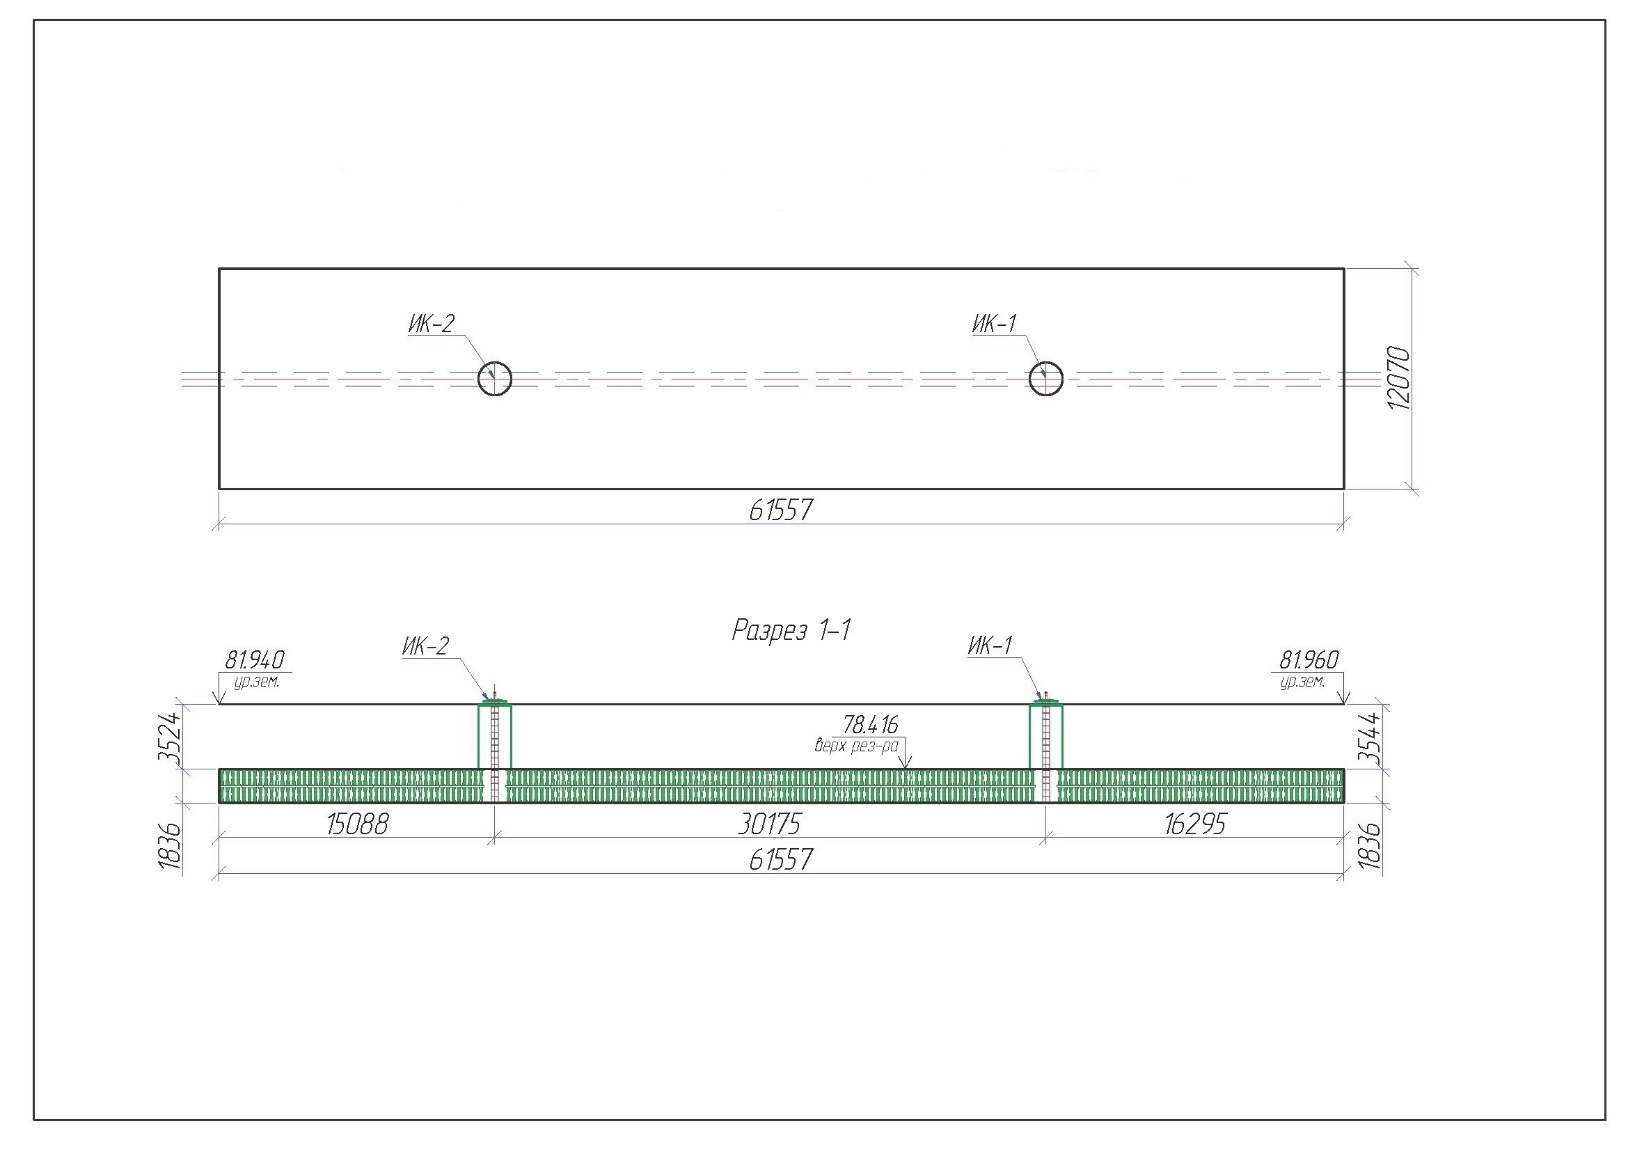 ИК-2
ИК-1
12070
61557
Разрез 1-1
ИК-2
ИК-1
81.940
ур.зем.
81.960
ур.зем.
3524
78.416
верх рез-ра
3544
15088
30175
16295
1836
1836
61557